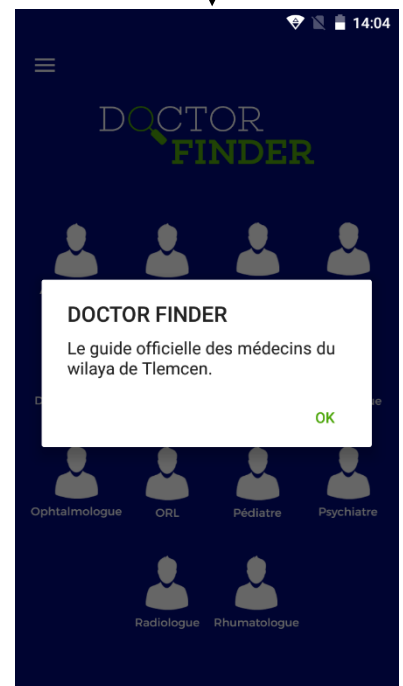 14:04
DOCTOR
FINDER
DOCTOR FINDER
Le guide officielle des médecins du
wilaya de Tlemcen.
OK
Ophtalmologue ORL Pédiatre Psychiatre
Radiologue Rhumatologue